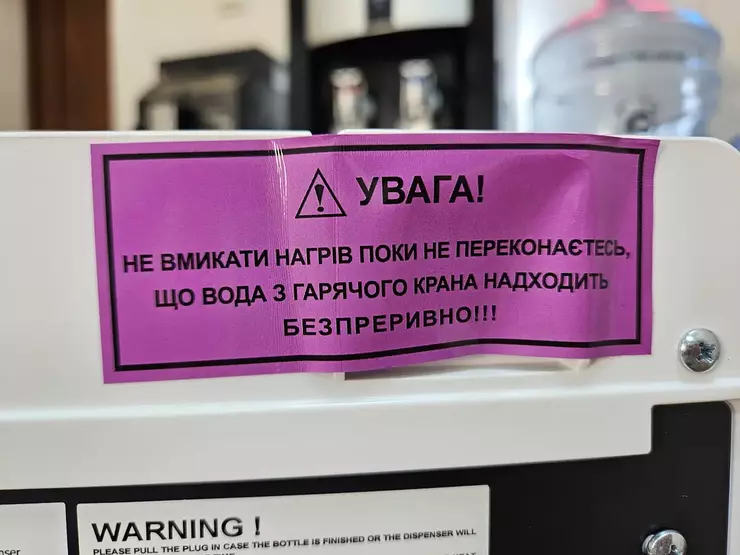 УВАГА!
НЕ ВМИКАТИ НАГРІВ ПОКИ НЕ ПЕРЕКОНАЄТЕСЬ,
ЩО ВОДА З ГАРЯЧОГО КРАНА НАДХОДИТЬ
БЕЗПРЕРИВНО!!!
WARNING !
PLEASE PULL THE PLUG IN CASE THE BOTTLE IS FINISHED OR THE DISPENSER WILL